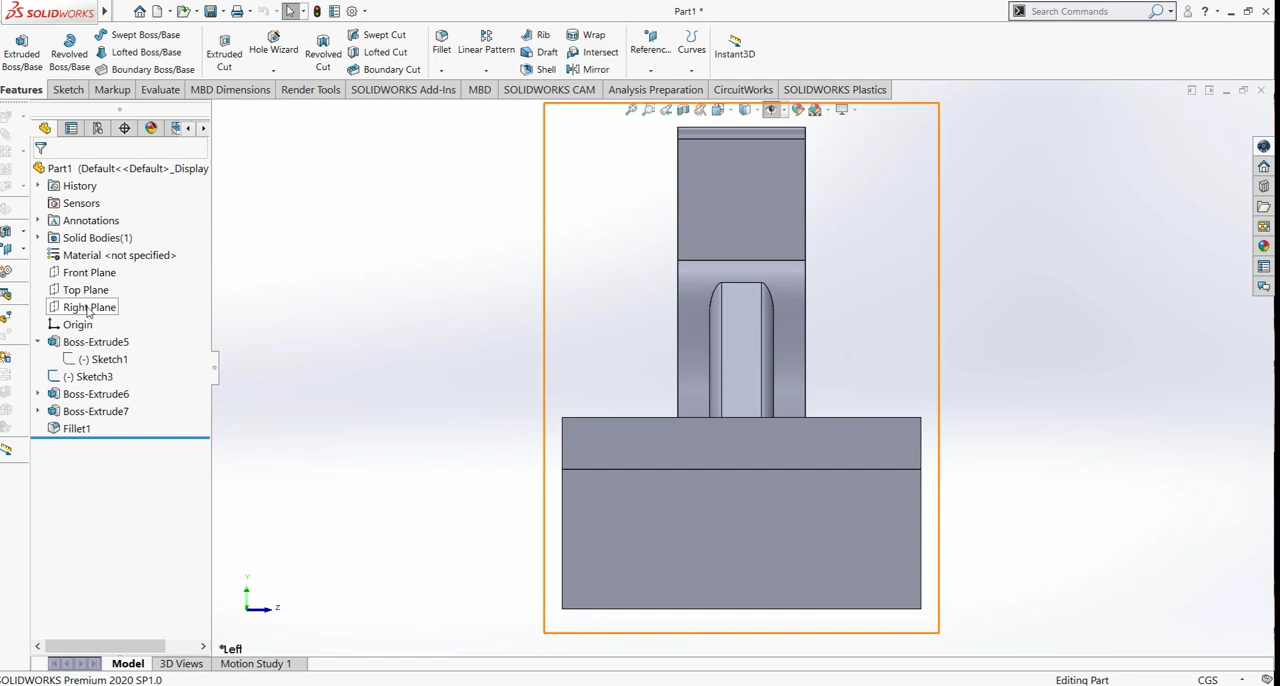 SOLIDWORKS
Part1 *
Search Commands
Extruded Boss/Base
Revolved Boss/Base
Swept Boss/Base
Lofted Boss/Base
Boundary Boss/Base
Extruded Cut
Hole Wizard
Revolved Cut
Swept Cut
Lofted Cut
Boundary Cut
Fillet
Linear Pattern
Rib
Draft
Shell
Wrap
Intersect
Mirror
Referenc...
Curves
Instant3D
Features Sketch Markup Evaluate MBD Dimensions Render Tools SOLIDWORKS Add-Ins MBD SOLIDWORKS CAM Analysis Preparation CircuitWorks SOLIDWORKS Plastics
Part1 (Default<<Default>_Display
History
Sensors
Annotations
Solid Bodies(1)
Material <not specified>
Front Plane
Top Plane
Right Plane
Origin
Boss-Extrude5
(-) Sketch1
(-) Sketch3
Boss-Extrude6
Boss-Extrude7
Fillet1
Y
Z
*Left
Model 3D Views Motion Study 1
SOLIDWORKS Premium 2020 SP1.0
Editing Part
CGS